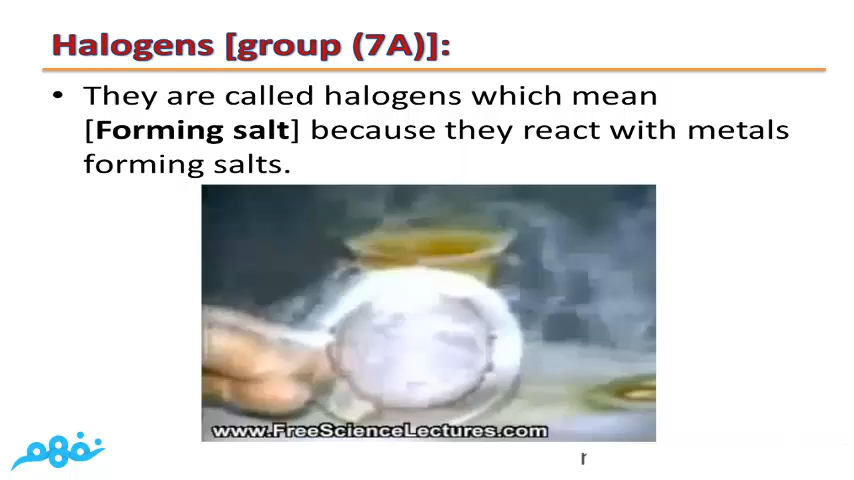 Halogens [group (7A)]:
• They are called halogens which mean
[Forming salt] because they react with metals
forming salts.
www.FreeScienceLectures.com
نفهم
r